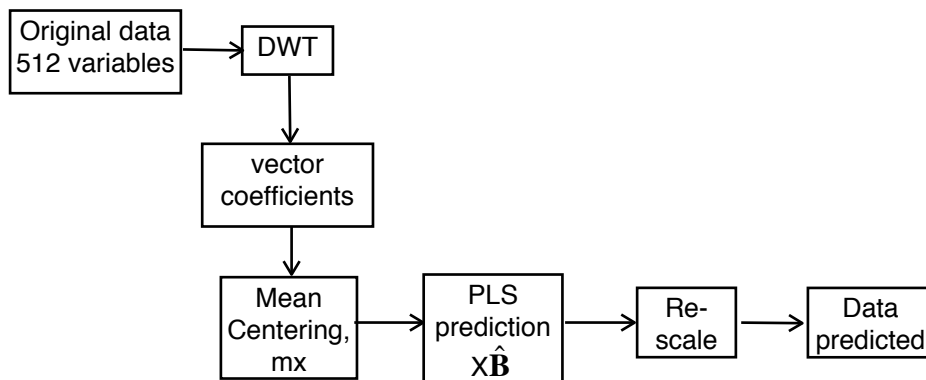 Original data
512 variables
DWT
vector
coefficients
Mean
Centering,
mx
PLS
prediction
XB̂
Re-
scale
Data
predicted